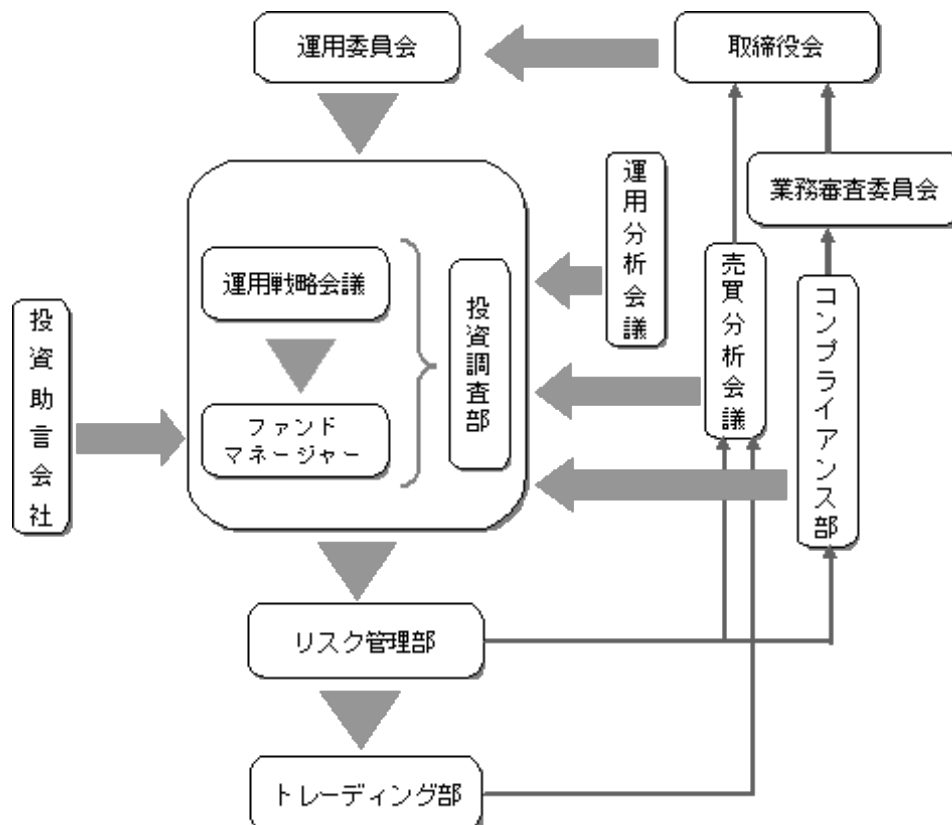 運用委員会
取締役会
業務審査委員会
運用分析会議
売買分析会議
コンプライアンス部
運用戦略会議
投資調査部
ファンド
マネージャー
投資助言会社
リスク管理部
トレーディング部